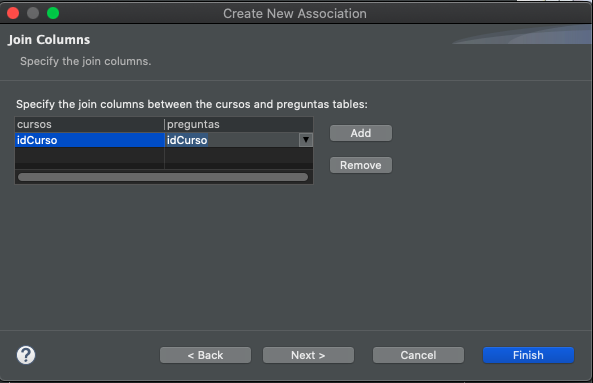 Create New Association
Join Columns
Specify the join columns.
Specify the join columns between the cursos and preguntas tables:
cursos preguntas
idCurso idCurso
Add
Remove
? < Back Next > Cancel Finish